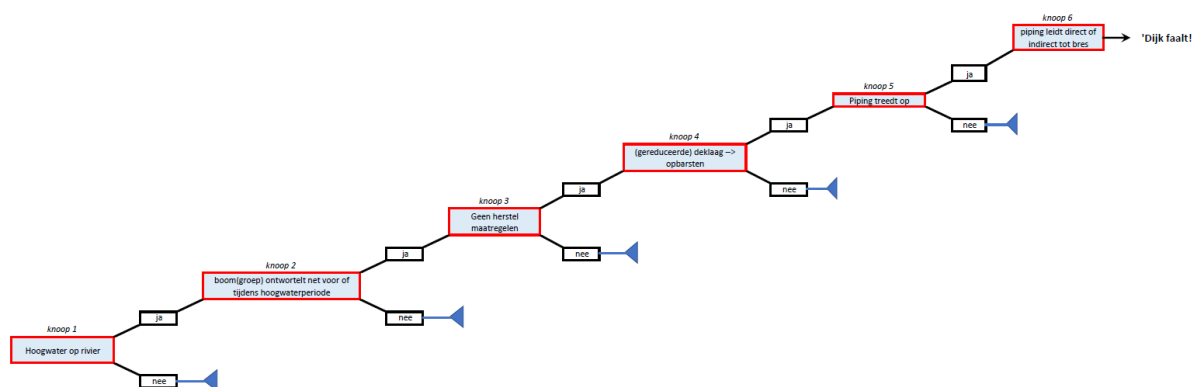 knoop 1
Hoogwater op rivier
ja
nee
knoop 2
boom(groep) ontwortelt net voor of
tijdens hoogwaterperiode
ja
nee
knoop 3
Geen herstel
maatregelen
ja
nee
knoop 4
(gereduceerde) deklaag -->
opbarsten
ja
nee
knoop 5
Piping treedt op
ja
nee
knoop 6
piping leidt direct of
indirect tot bres
'Dijk faalt!